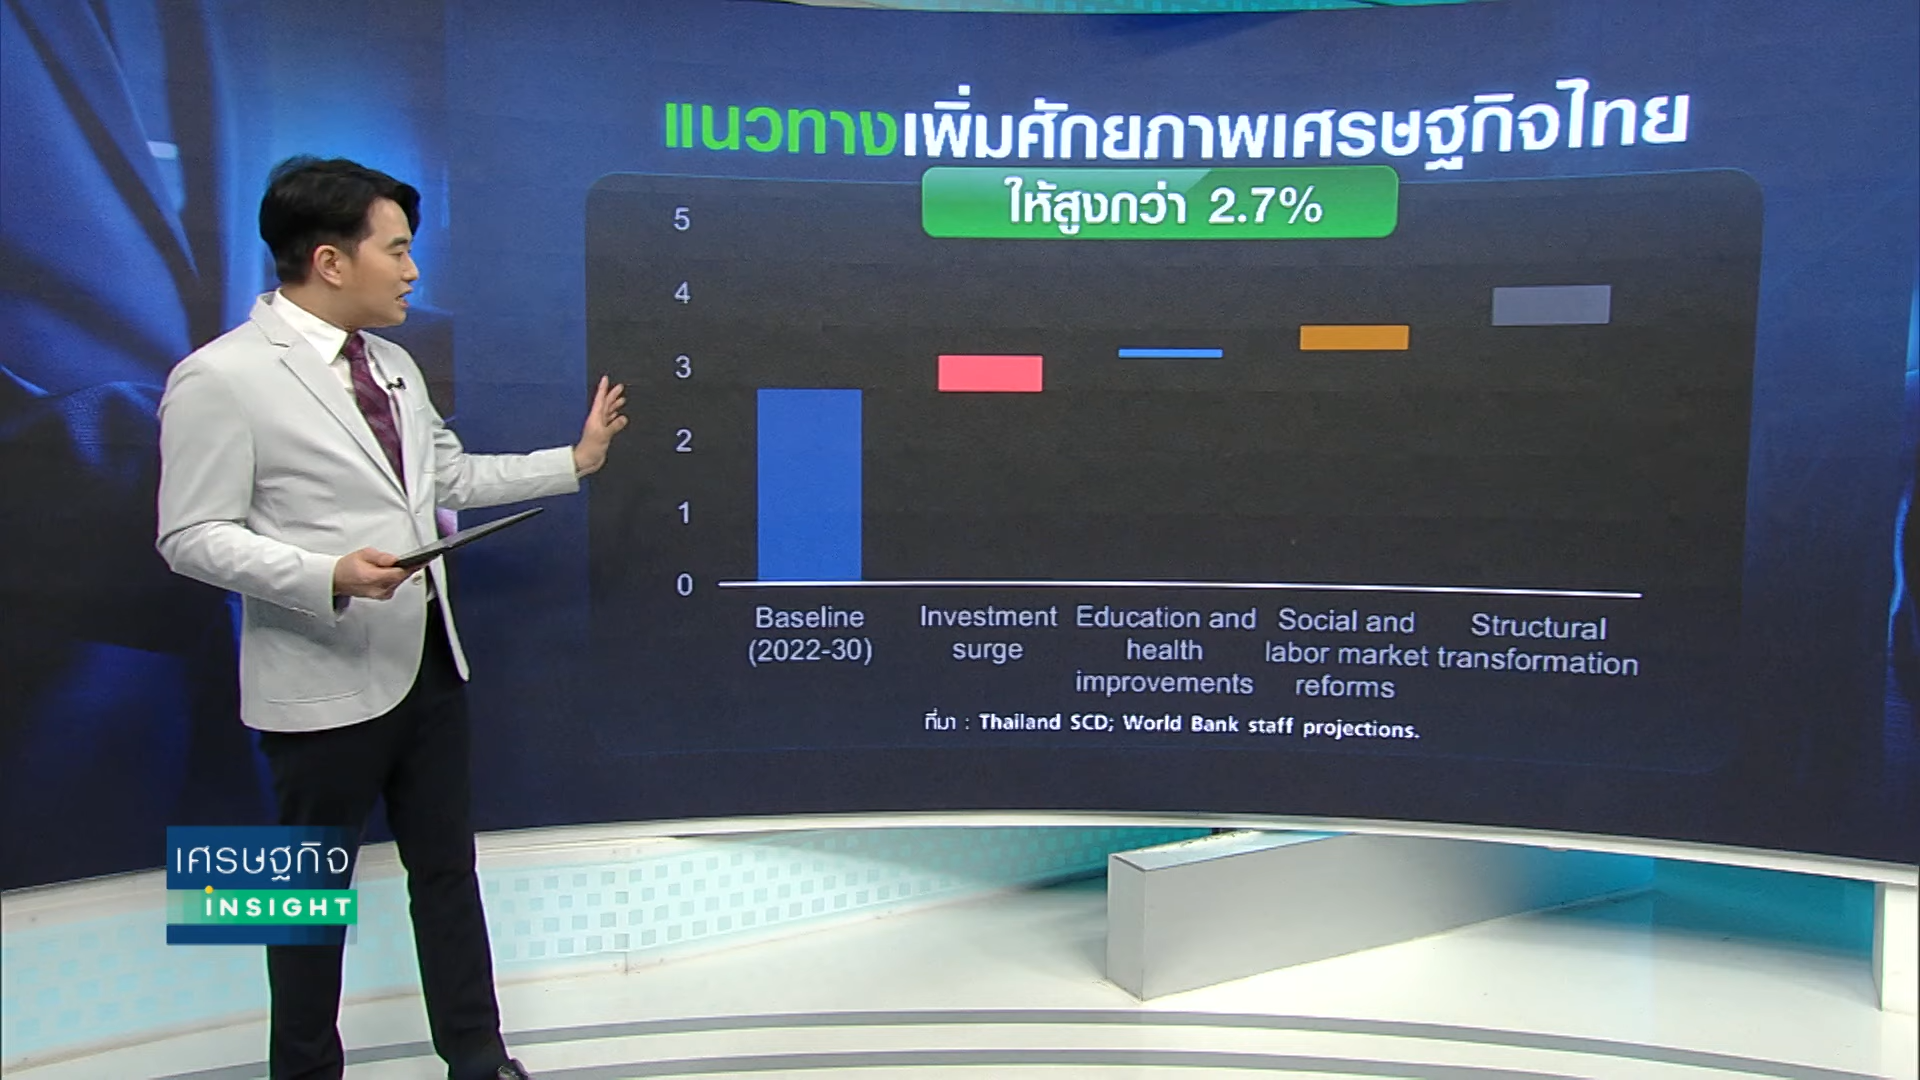 แนวทางเพิ่มศักยภาพเศรษฐกิจไทย
ให้สูงกว่า 2.7%
5
4
3
2
1
0
Baseline
(2022-30)
Investment
surge
Education and
health
improvements
Social and
labor market
reforms
Structural
transformation
ที่มา : Thailand SCD; World Bank staff projections.
เศรษฐกิจ
iNSIGHT